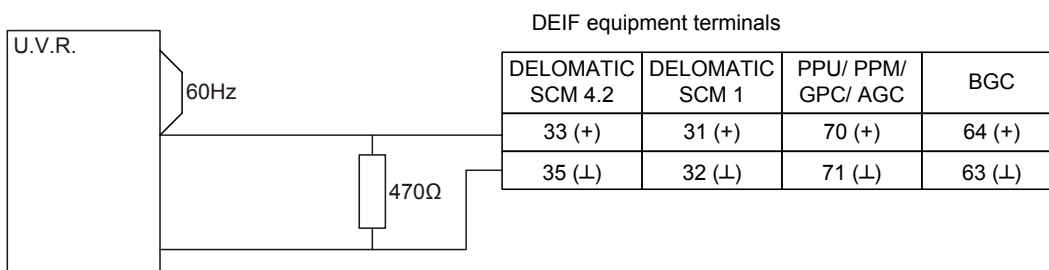 DEIF equipment terminals
U.V.R.
60Hz
470Ω
DELOMATIC SCM 4.2 DELOMATIC SCM 1 PPU/ PPM/ GPC/ AGC BGC
33 (+) 31 (+) 70 (+) 64 (+)
35 (⊥) 32 (⊥) 71 (⊥) 63 (⊥)